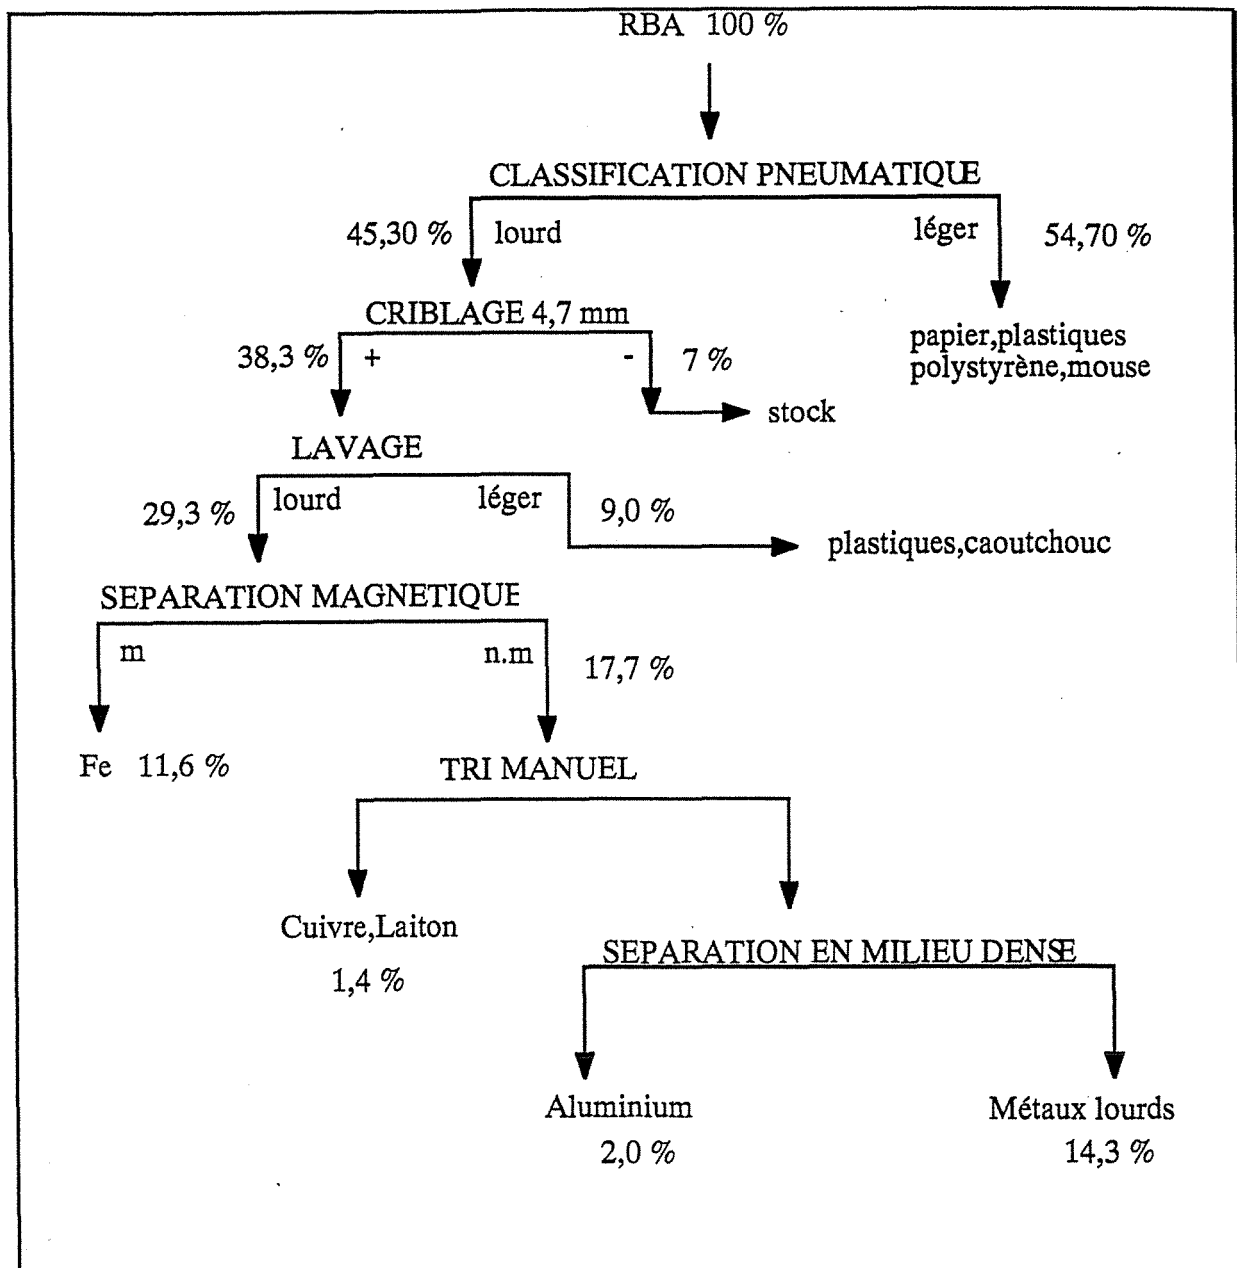 RBA 100 %
CLASSIFICATION PNEUMATIQUE
45,30 % lourd léger 54,70 %
CRIBLAGE 4,7 mm
papier,plastiques
polystyrène,mouse
38,3 % + - 7 %
stock
LAVAGE
29,3 % lourd léger 9,0 %
plastiques,caoutchouc
SEPARATION MAGNETIQUE
m n.m 17,7 %
Fe 11,6 %
TRI MANUEL
Cuivre,Laiton
1,4 %
SEPARATION EN MILIEU DENSE
Aluminium
2,0 %
Métaux lourds
14,3 %